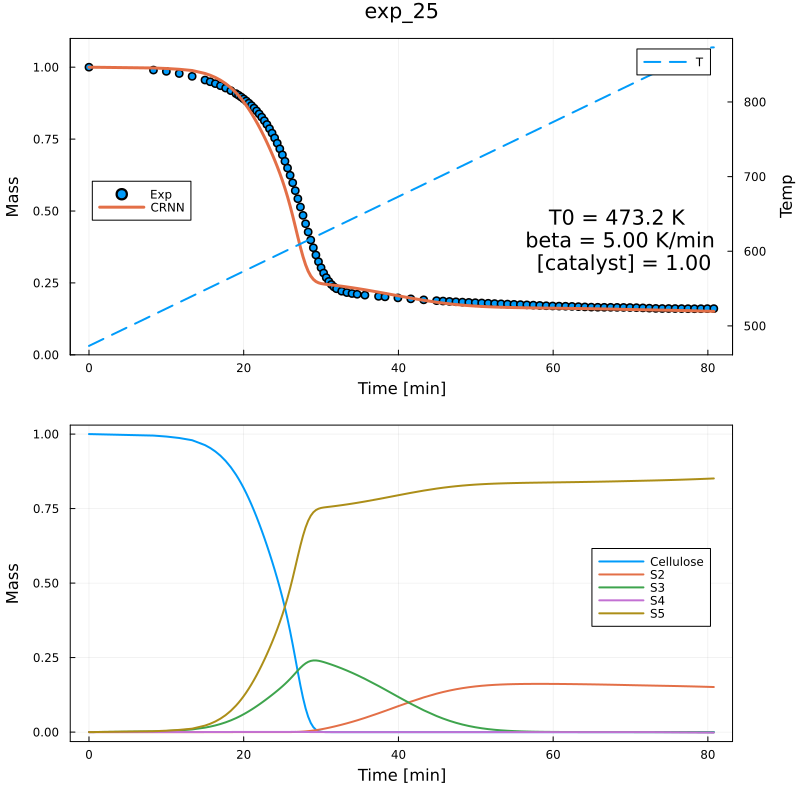 exp_25
1.00
0.75
0.50
0.25
0.00
Mass
T
Exp
CRNN
T0 = 473.2 K
beta = 5.00 K/min
[catalyst] = 1.00
800
700
600
500
Temp
0
20
40
60
80
Time [min]
1.00
0.75
0.50
0.25
0.00
Mass
Cellulose
S2
S3
S4
S5
0
20
40
60
80
Time [min]